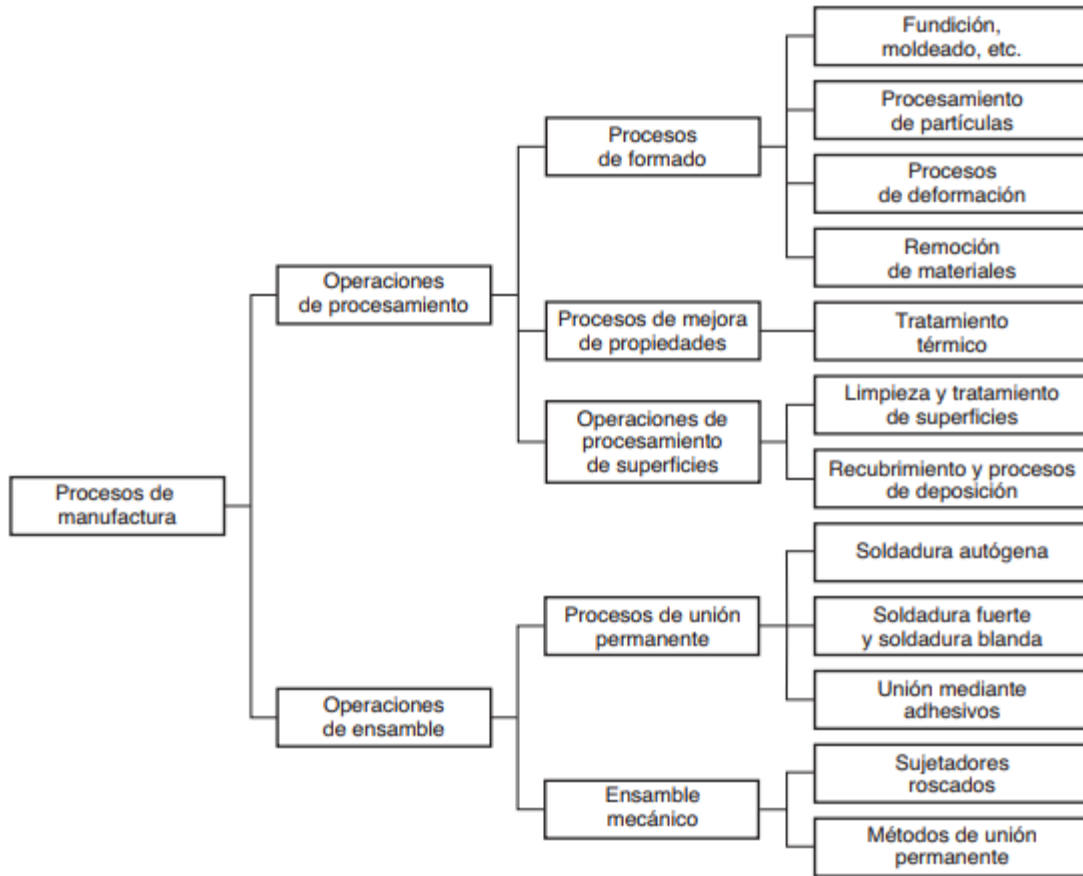 Fundición,
moldeado, etc.
Procesamiento
de partículas
Procesos
de formado
Procesos
de deformación
Remoción
de materiales
Operaciones
de procesamiento
Procesos de mejora
de propiedades
Tratamiento
térmico
Operaciones de
procesamiento
de superficies
Limpieza y tratamiento
de superficies
Recubrimiento y procesos
de deposición
Procesos de
manufactura
Soldadura autógena
Procesos de unión
permanente
Soldadura fuerte
y soldadura blanda
Unión mediante
adhesivos
Operaciones
de ensamble
Sujetadores
roscados
Ensamble
mecánico
Métodos de unión
permanente